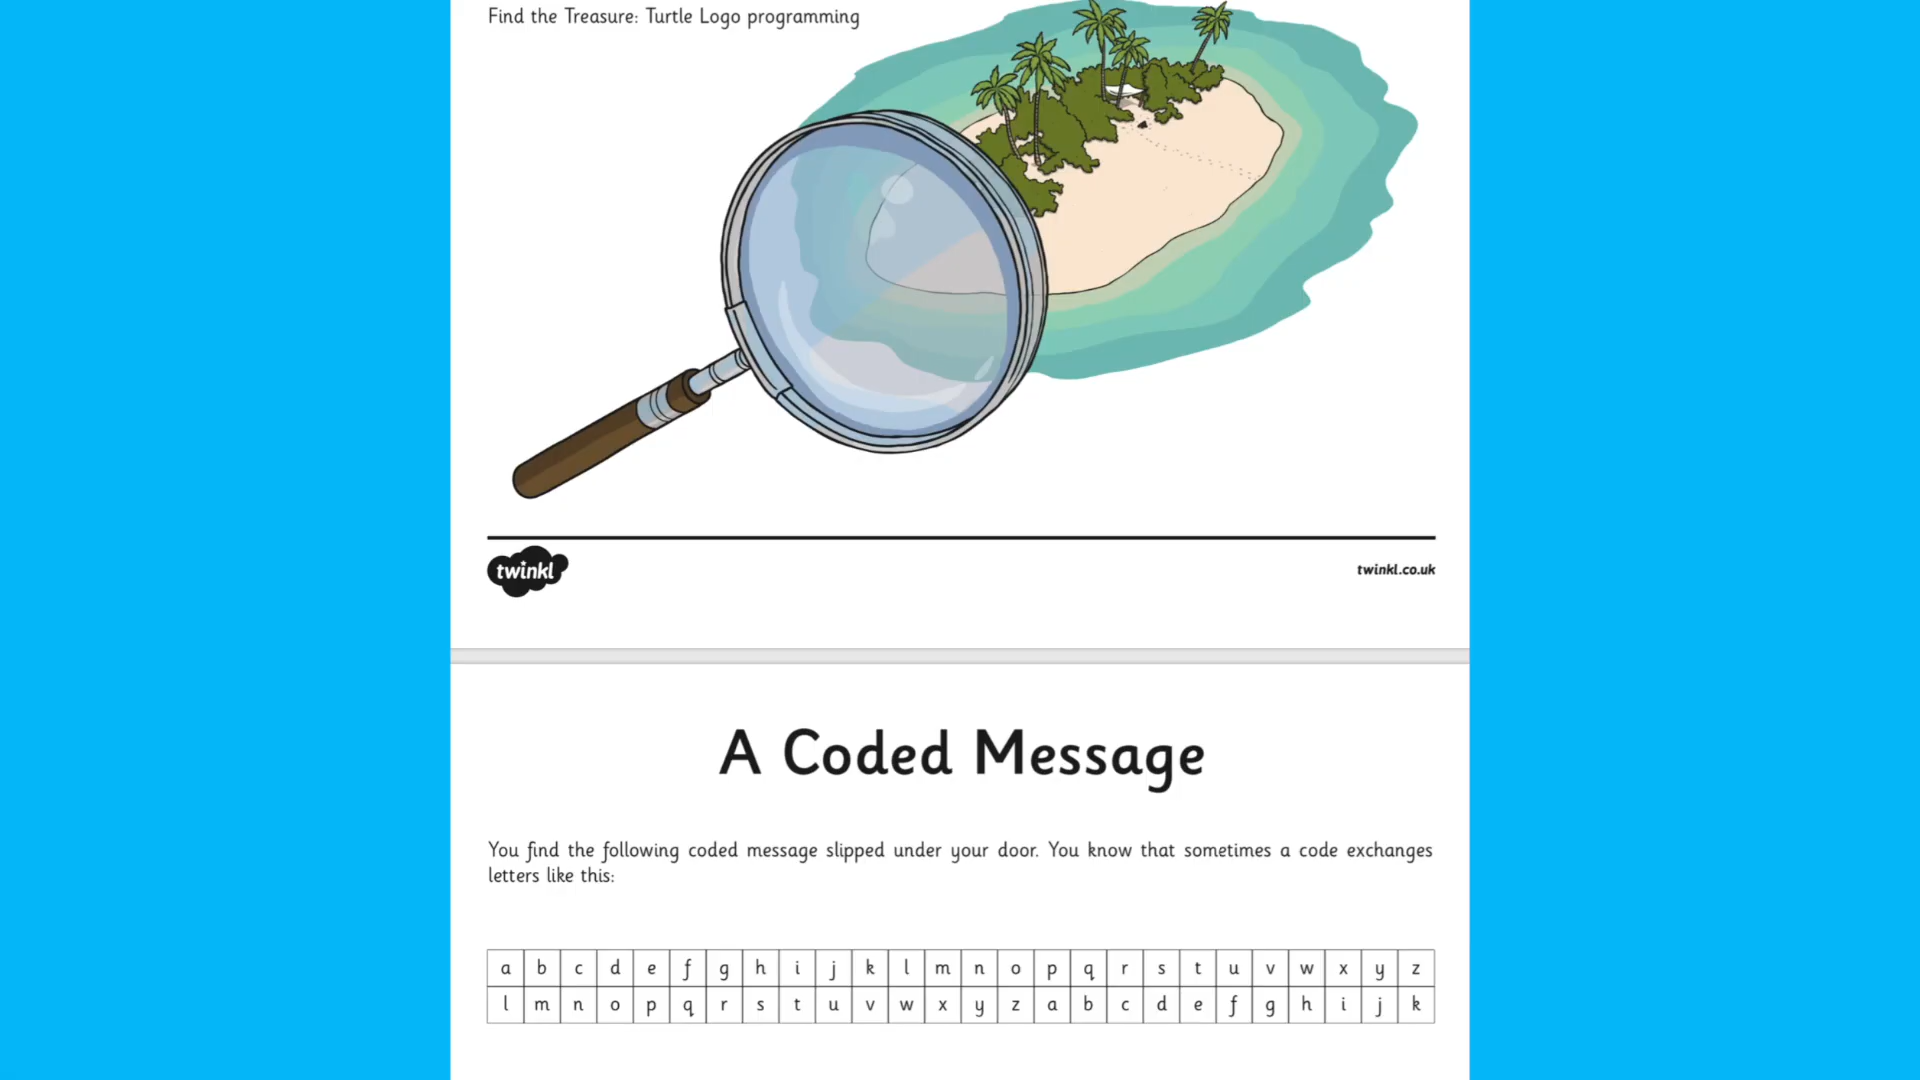 Find the Treasure: Turtle Logo programming
twinkl
twinkl.co.uk
A Coded Message
You find the following coded message slipped under your door. You know that sometimes a code exchanges
letters like this:
a b c d e f g h i j k l m n o p q r s t u v w x y z
l m n o p q r s t u v w x y z a b c d e f g h i j k